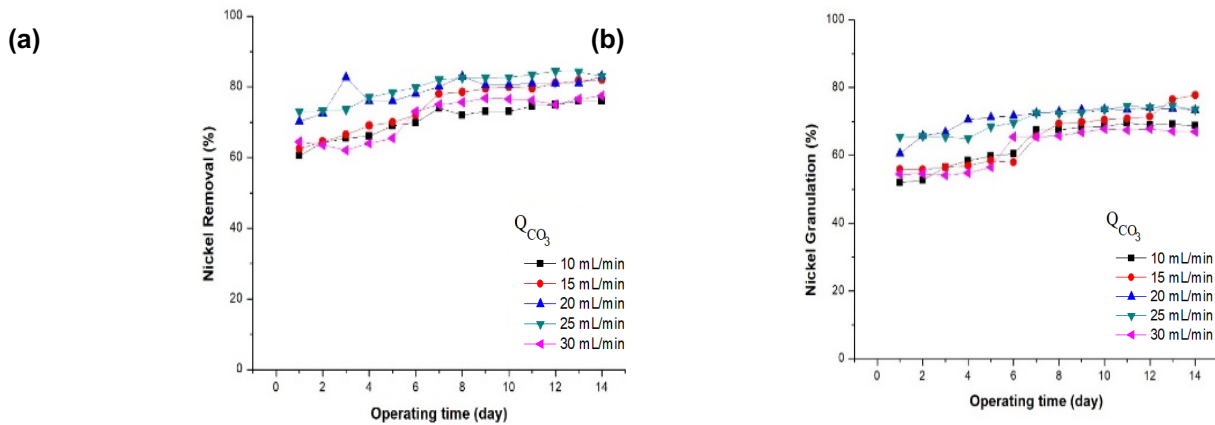 (a)
100
80
60
40
20
0
Nickel Removal (%)
0 2 4 6 8 10 12 14
Operating time (day)
Q_CO3
10 mL/min
15 mL/min
20 mL/min
25 mL/min
30 mL/min
(b)
100
80
60
40
20
0
Nickel Granulation (%)
0 2 4 6 8 10 12 14
Operating time (day)
Q_CO3
10 mL/min
15 mL/min
20 mL/min
25 mL/min
30 mL/min